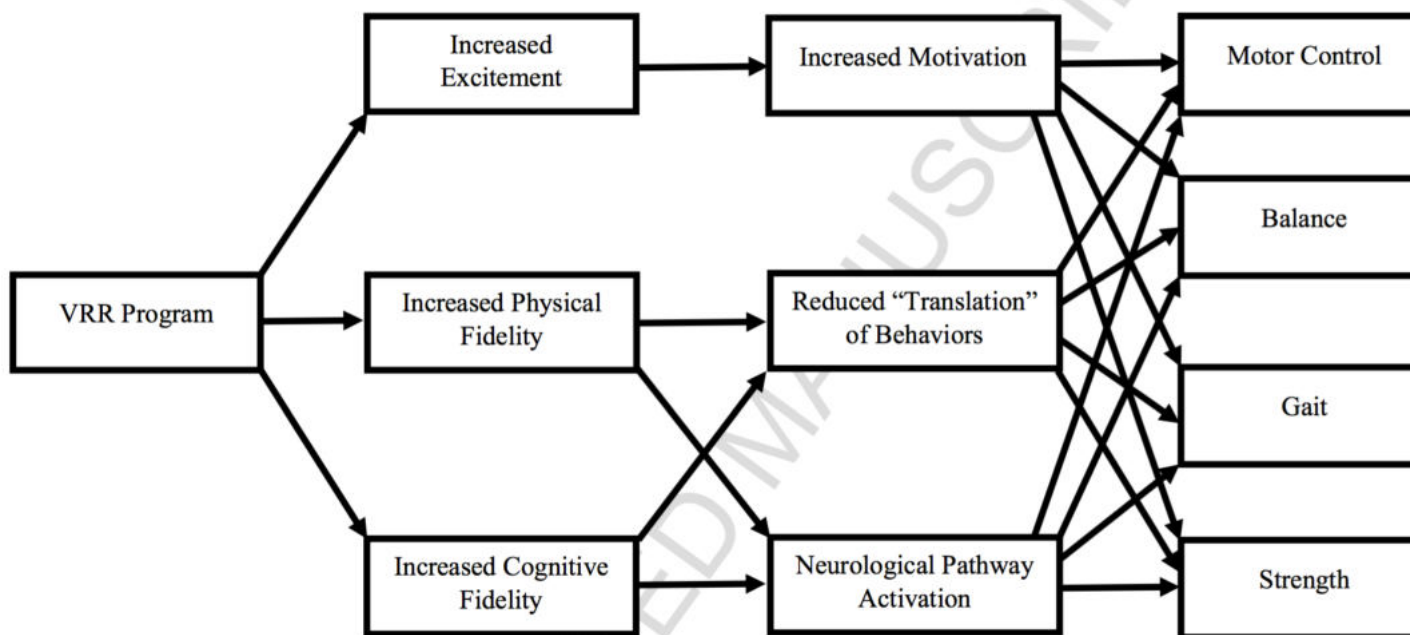 Increased
Excitement
Increased Motivation
Motor Control
Balance
VRR Program
Increased Physical
Fidelity
Reduced “Translation”
of Behaviors
Gait
Increased Cognitive
Fidelity
Neurological Pathway
Activation
Strength